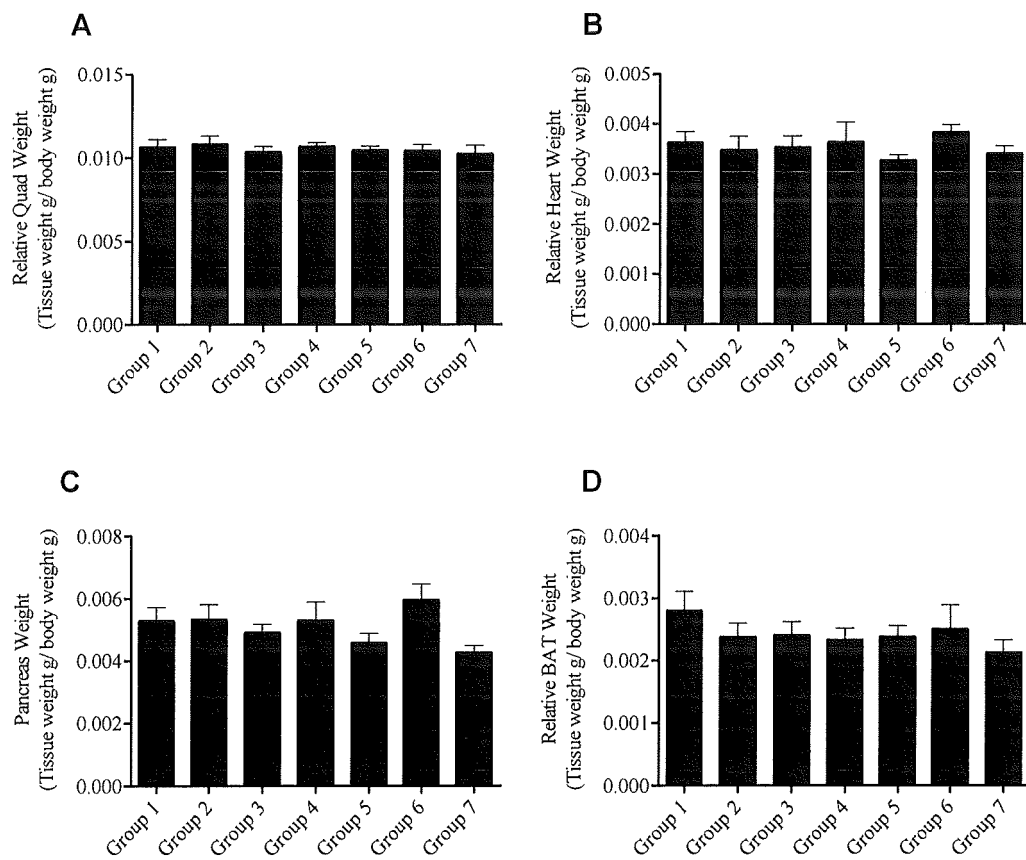 A
Relative Quad Weight
(Tissue weight g/ body weight g)
0.015
0.010
0.005
0.000
Group 1
Group 2
Group 3
Group 4
Group 5
Group 6
Group 7
B
Relative Heart Weight
(Tissue weight g/ body weight g)
0.005
0.004
0.003
0.002
0.001
0.000
Group 1
Group 2
Group 3
Group 4
Group 5
Group 6
Group 7
C
Pancreas Weight
(Tissue weight g/ body weight g)
0.008
0.006
0.004
0.002
0.000
Group 1
Group 2
Group 3
Group 4
Group 5
Group 6
Group 7
D
Relative BAT Weight
(Tissue weight g/ body weight g)
0.004
0.003
0.002
0.001
0.000
Group 1
Group 2
Group 3
Group 4
Group 5
Group 6
Group 7